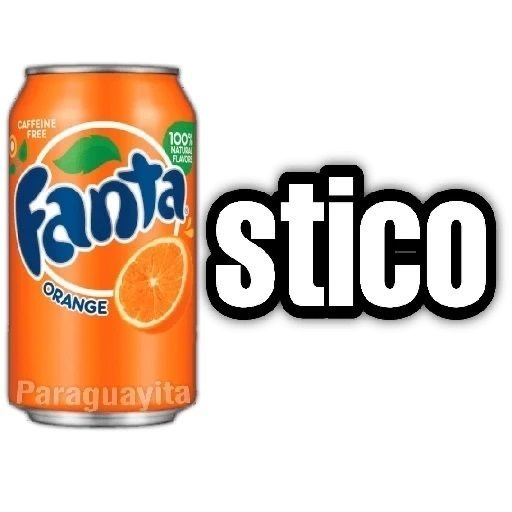 CAFFEINE
FREE
100%
NATURAL
FLAVORS
Fanta
stico
ORANGE
Paraguayita